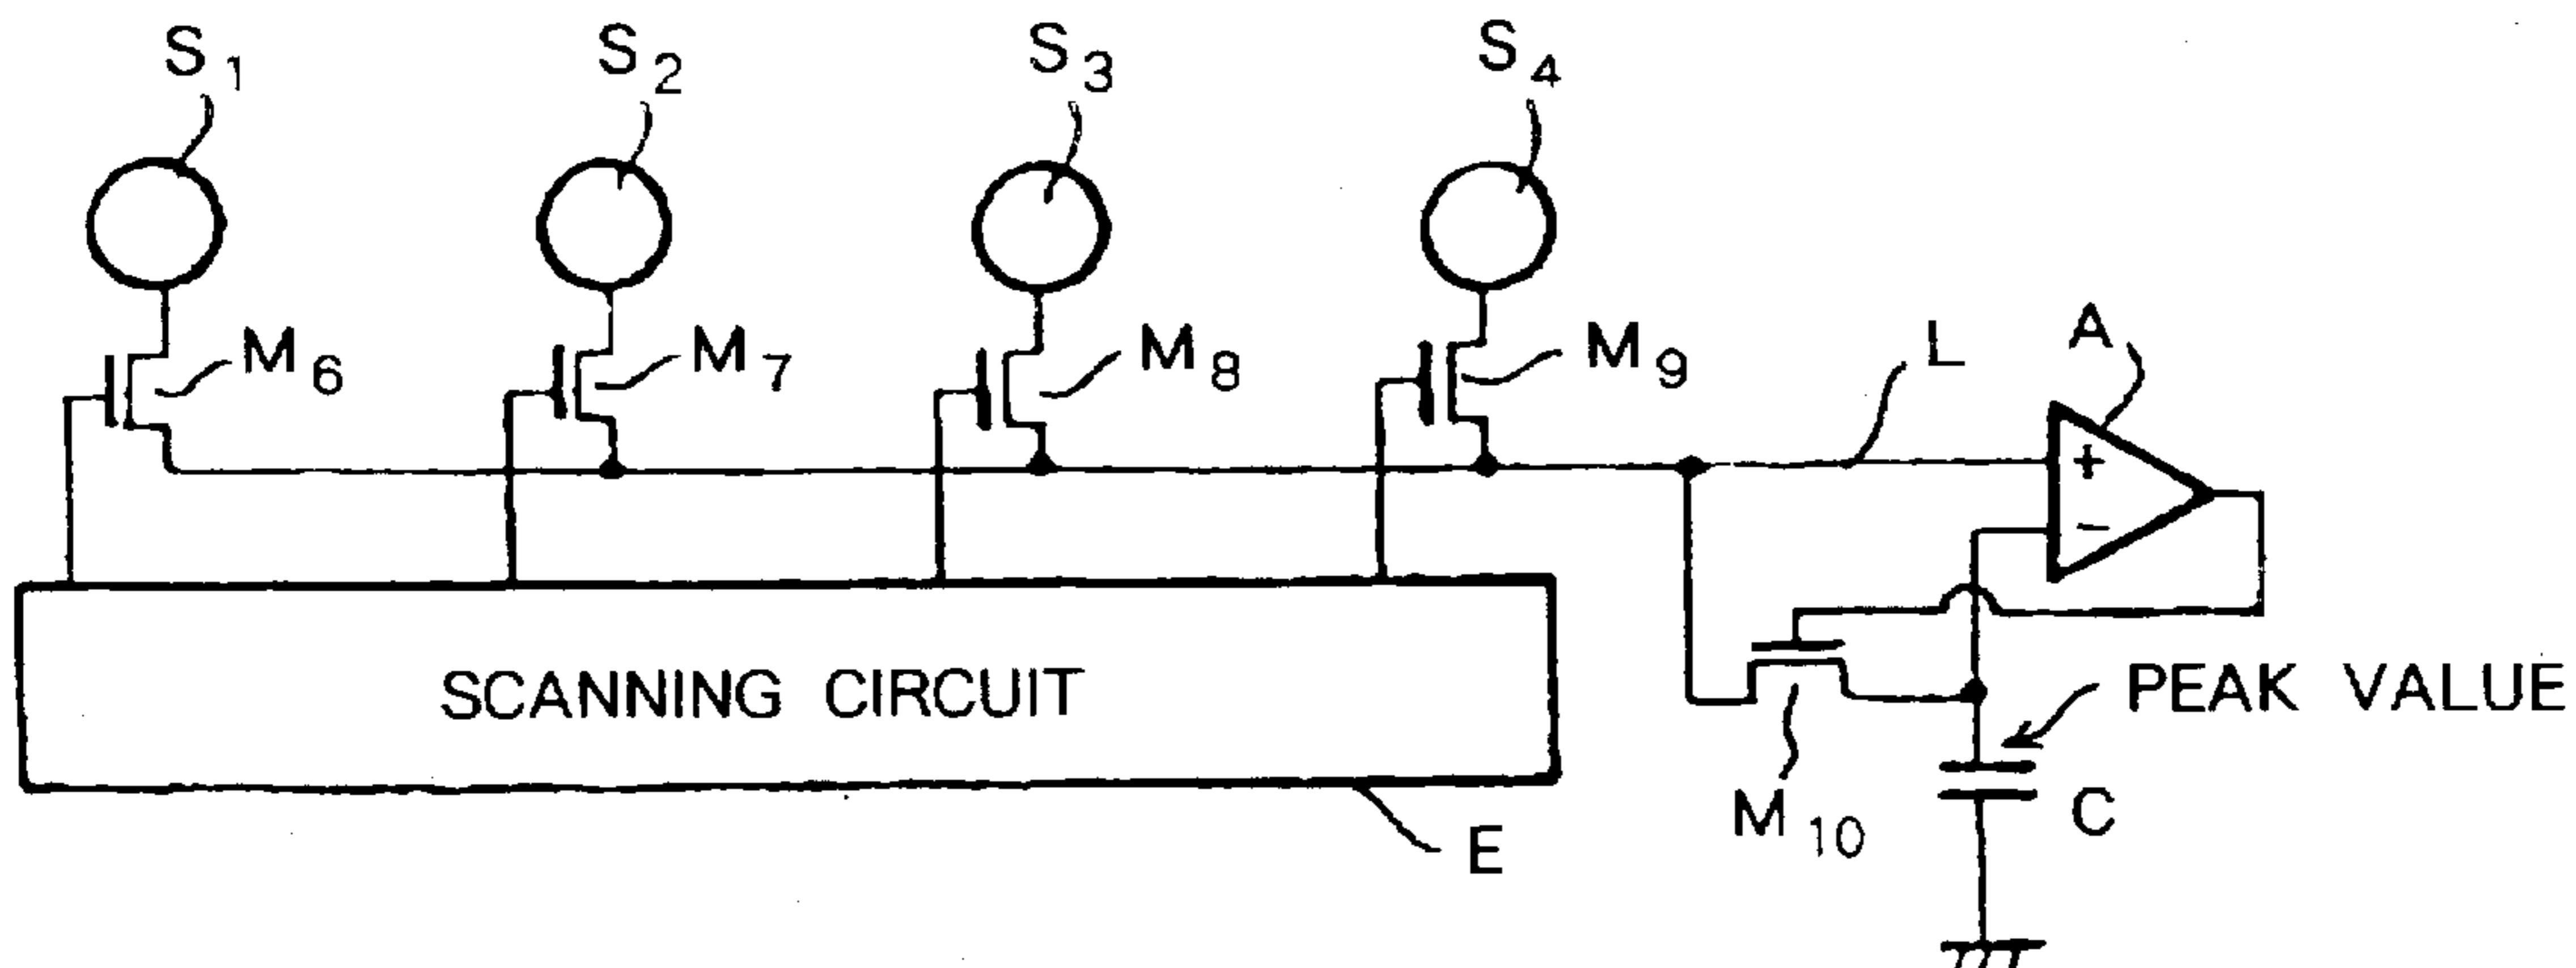 S1 S2 S3 S4
M6 M7 M8 M9 L A
+
−
SCANNING CIRCUIT
PEAK VALUE
M10 C
E